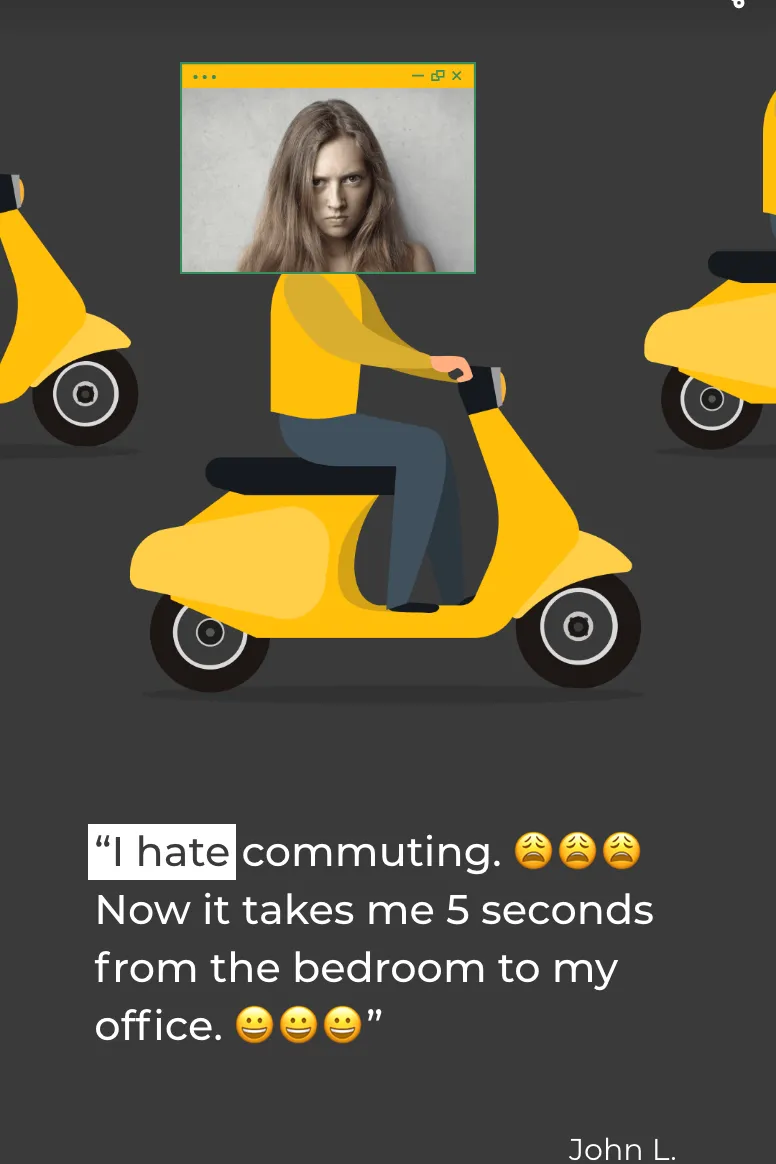 “I hate commuting. 😩😩😩
Now it takes me 5 seconds
from the bedroom to my
office. 😀😀😀”
John L.